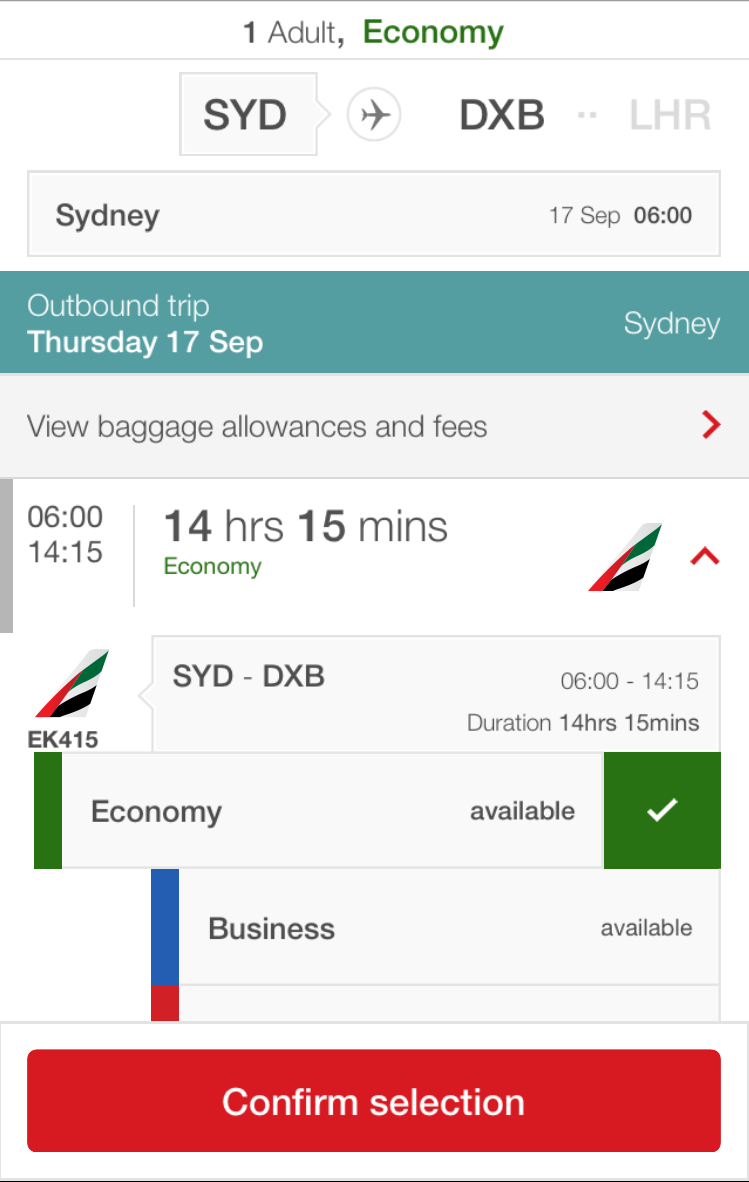 1 Adult, Economy
SYD DXB ·· LHR
Sydney 17 Sep 06:00
Outbound trip
Thursday 17 Sep
Sydney
View baggage allowances and fees
06:00
14:15
14 hrs 15 mins
Economy
EK415
SYD - DXB
06:00 - 14:15
Duration 14hrs 15mins
Economy available
Business available
Confirm selection